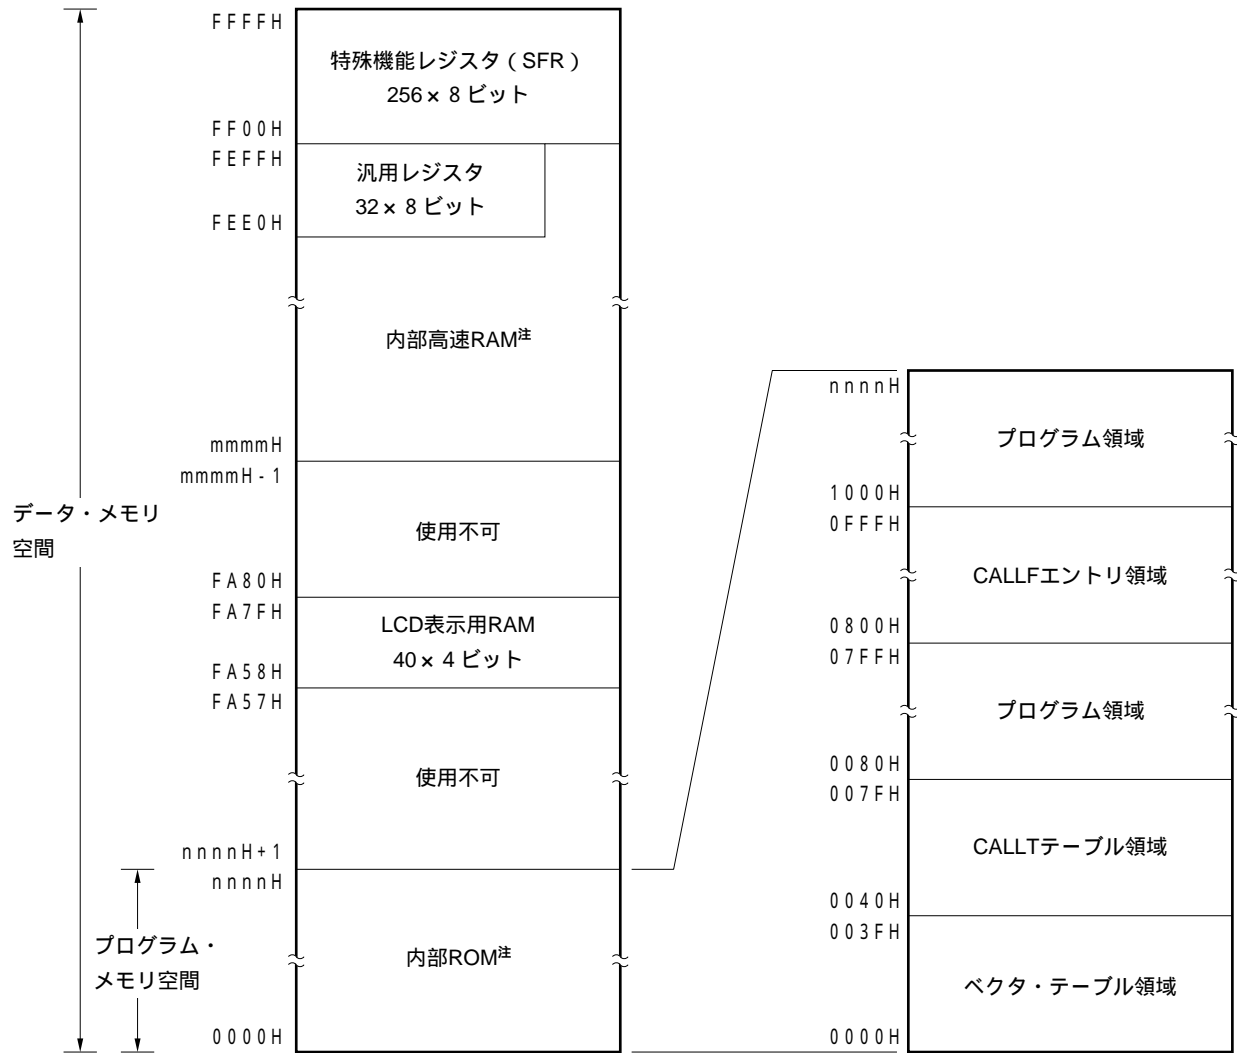 FFFFH
特殊機能レジスタ（SFR）
256×8ビット
FF00H
FEFFH
汎用レジスタ
32×8ビット
FEE0H
内部高速RAM注
mmmmH
mmmmH-1
データ・メモリ
空間
使用不可
FA80H
FA7FH
LCD表示用RAM
40×4ビット
FA58H
FA57H
使用不可
nnnnH+1
nnnnH
プログラム・
メモリ空間
内部ROM注
0000H
nnnnH
プログラム領域
1000H
0FFFH
CALLFエントリ領域
0800H
07FFH
プログラム領域
0080H
007FH
CALLTテーブル領域
0040H
003FH
ベクタ・テーブル領域
0000H